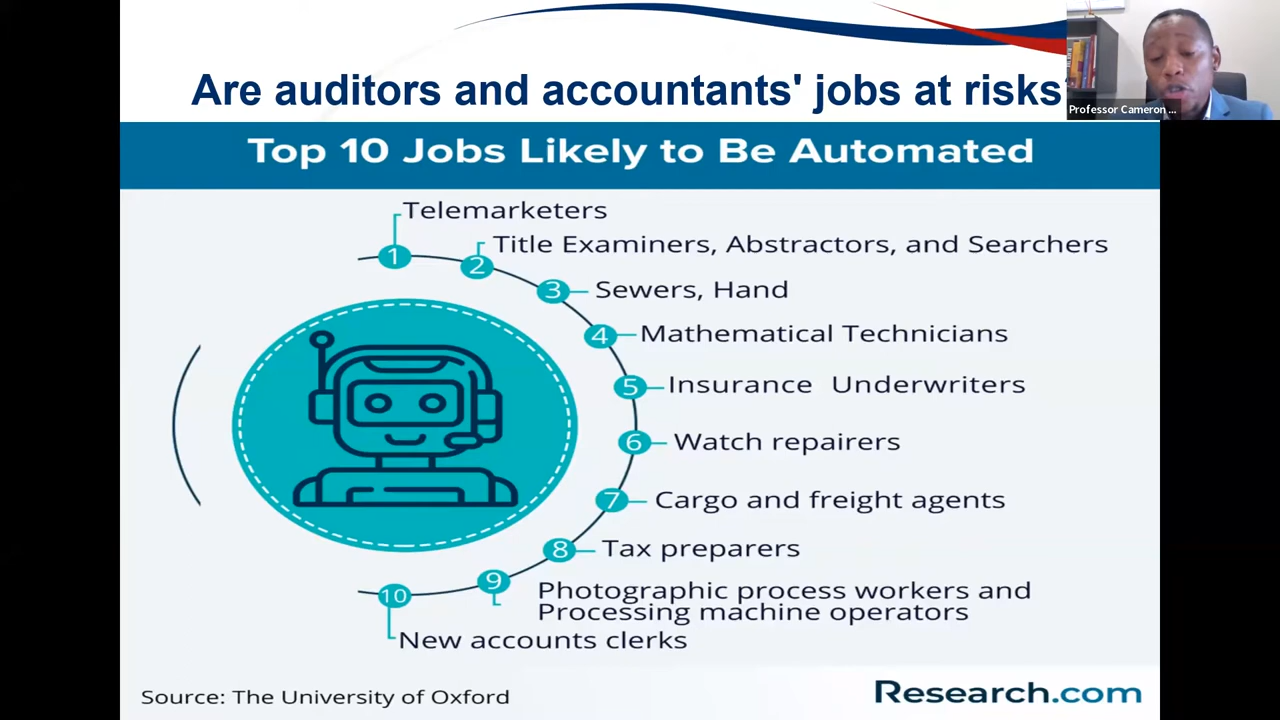 Are auditors and accountants' jobs at risks
Professor Cameron ...
Top 10 Jobs Likely to Be Automated
1 Telemarketers
2 Title Examiners, Abstractors, and Searchers
3 Sewers, Hand
4 Mathematical Technicians
5 Insurance Underwriters
6 Watch repairers
7 Cargo and freight agents
8 Tax preparers
9 Photographic process workers and
Processing machine operators
10 New accounts clerks
Source: The University of Oxford
Research.com